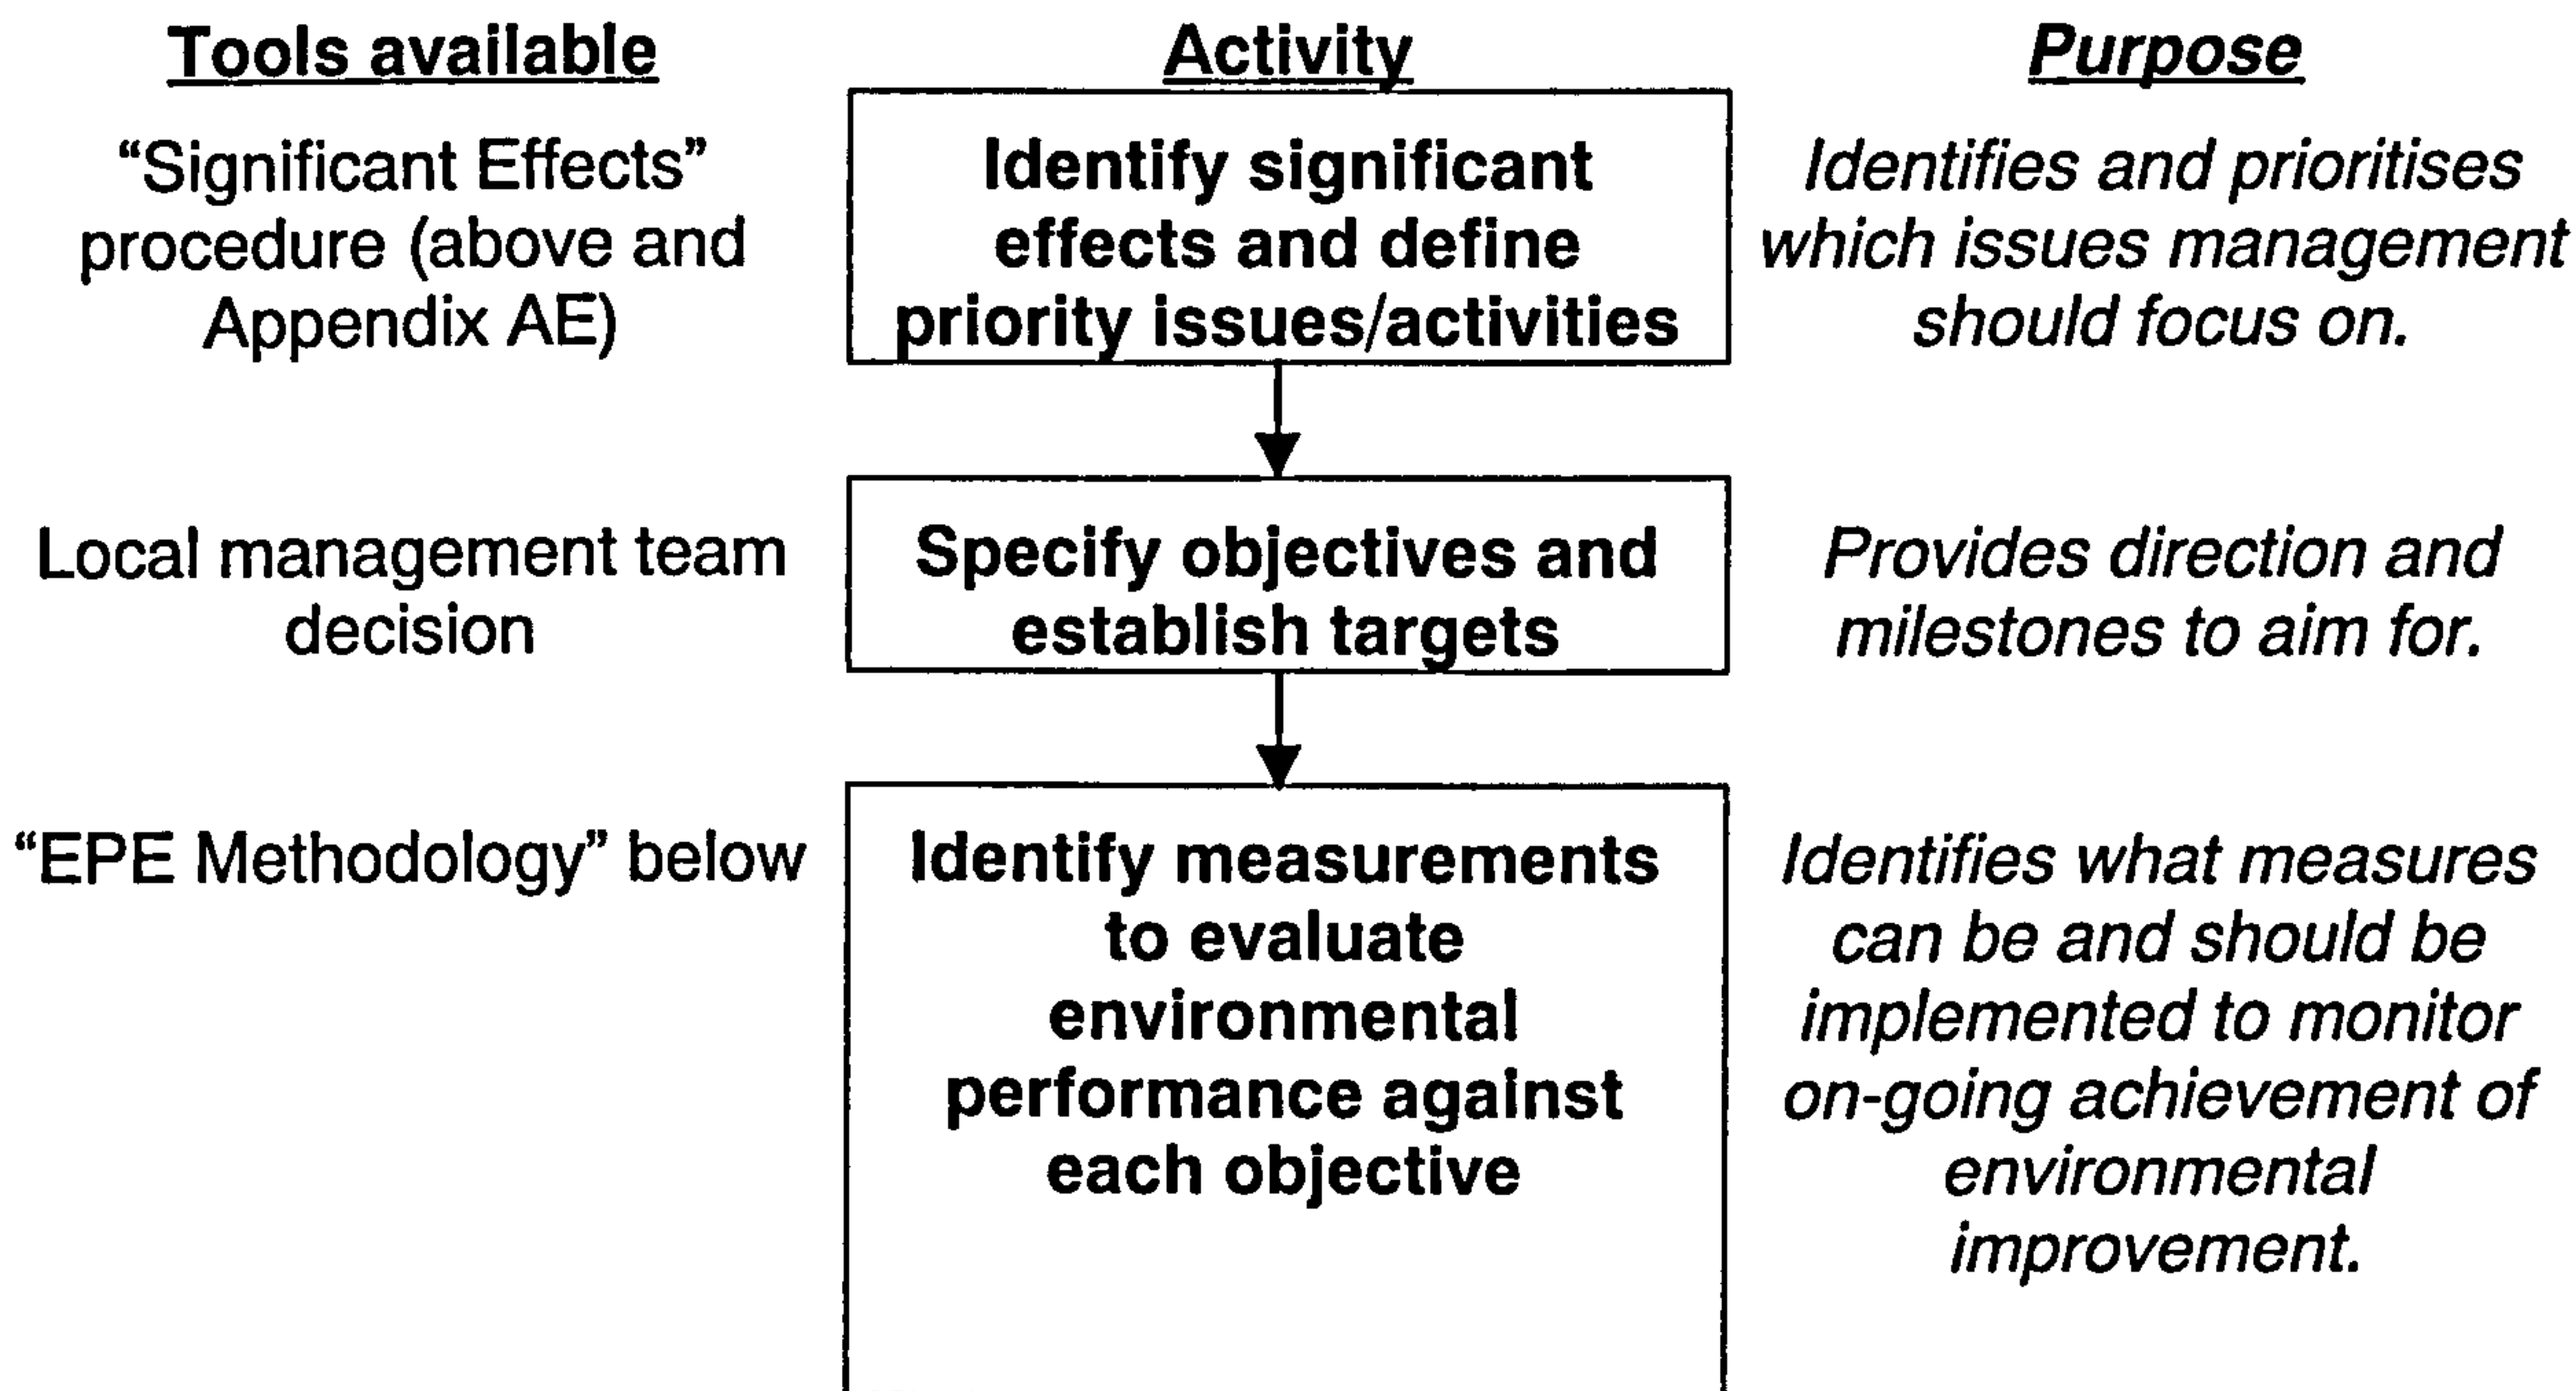 Tools available
Activity
Purpose
“Significant Effects”
procedure (above and
Appendix AE)
Identify significant
effects and define
priority issues/activities
Identifies and prioritises
which issues management
should focus on.
Local management team
decision
Specify objectives and
establish targets
Provides direction and
milestones to aim for.
“EPE Methodology” below
Identify measurements
to evaluate
environmental
performance against
each objective
Identifies what measures
can be and should be
implemented to monitor
on-going achievement of
environmental
improvement.